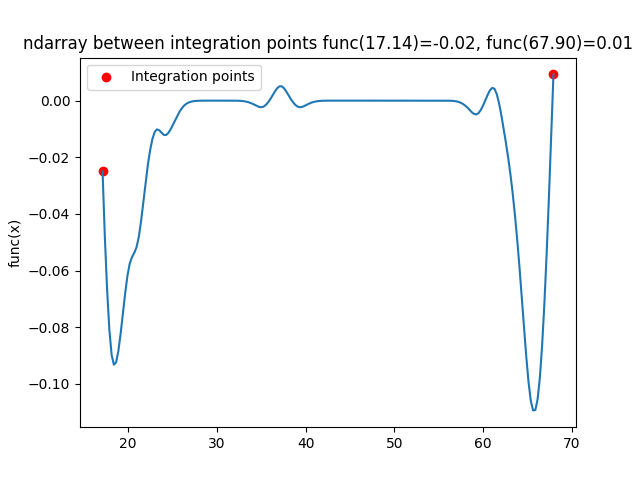 ndarray between integration points func(17.14)=-0.02, func(67.90)=0.01
Integration points
func(x)
0.00
−0.02
−0.04
−0.06
−0.08
−0.10
20 30 40 50 60 70